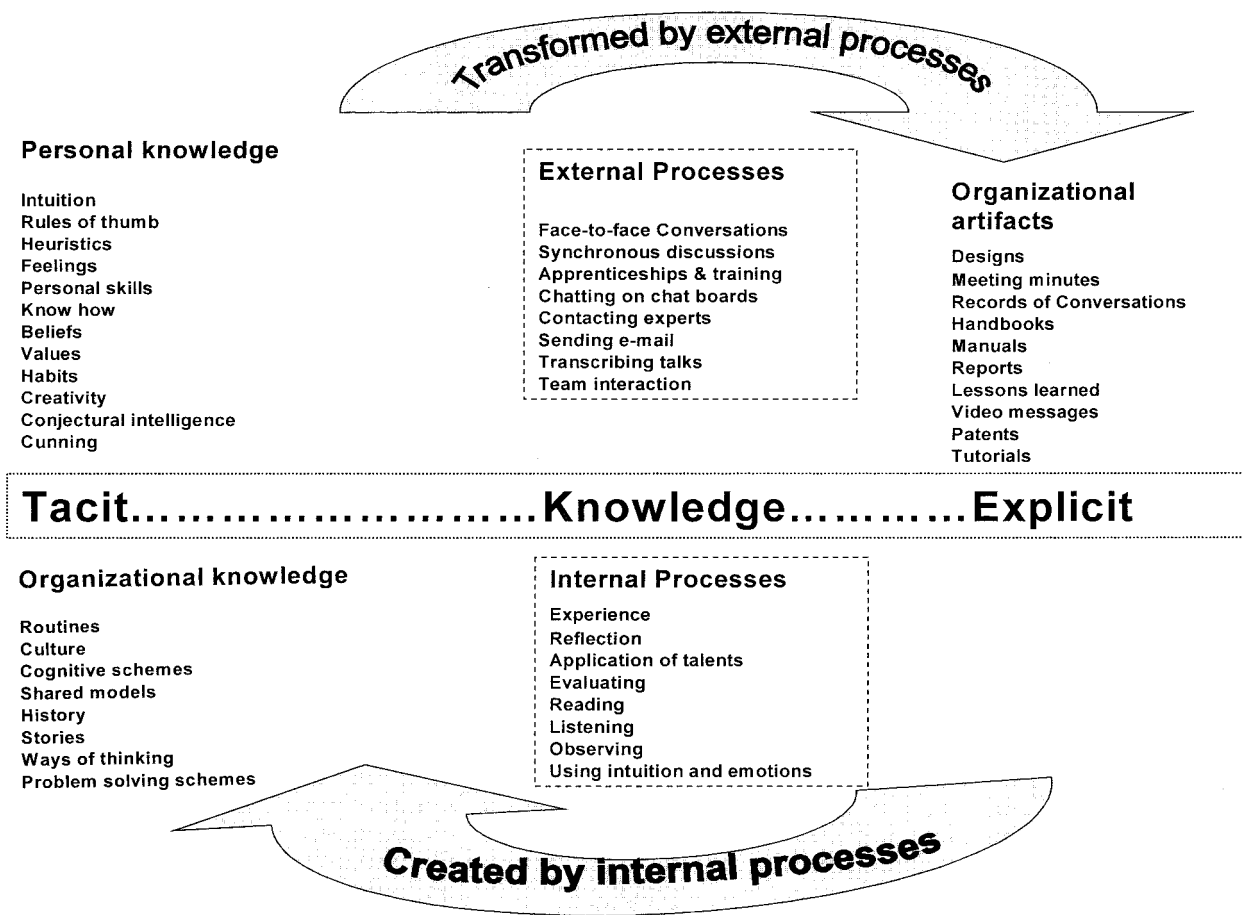 Transformed by external processes
Personal knowledge
Intuition
Rules of thumb
Heuristics
Feelings
Personal skills
Know how
Beliefs
Values
Habits
Creativity
Conjectural intelligence
Cunning
External Processes
Face-to-face Conversations
Synchronous discussions
Apprenticeships & training
Chatting on chat boards
Contacting experts
Sending e-mail
Transcribing talks
Team interaction
Organizational
artifacts
Designs
Meeting minutes
Records of Conversations
Handbooks
Manuals
Reports
Lessons learned
Video messages
Patents
Tutorials
Tacit...........................Knowledge............Explicit
Organizational knowledge
Routines
Culture
Cognitive schemes
Shared models
History
Stories
Ways of thinking
Problem solving schemes
Internal Processes
Experience
Reflection
Application of talents
Evaluating
Reading
Listening
Observing
Using intuition and emotions
Created by internal processes